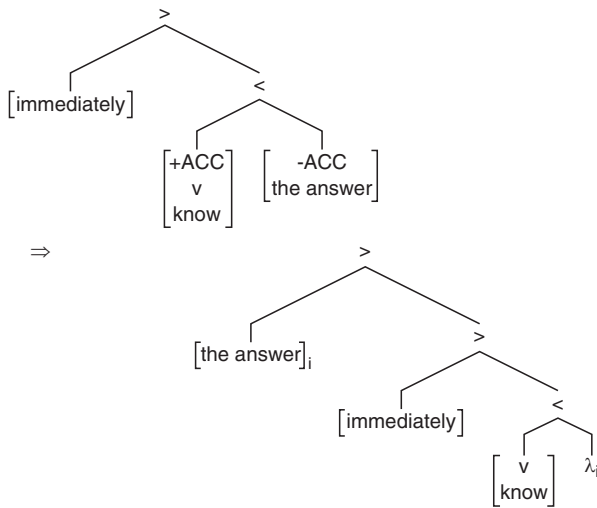 >
[immediately]
<
[+ACC v know] [-ACC the answer]
⇒
>
[the answer]i
>
[immediately]
<
[v know] λi